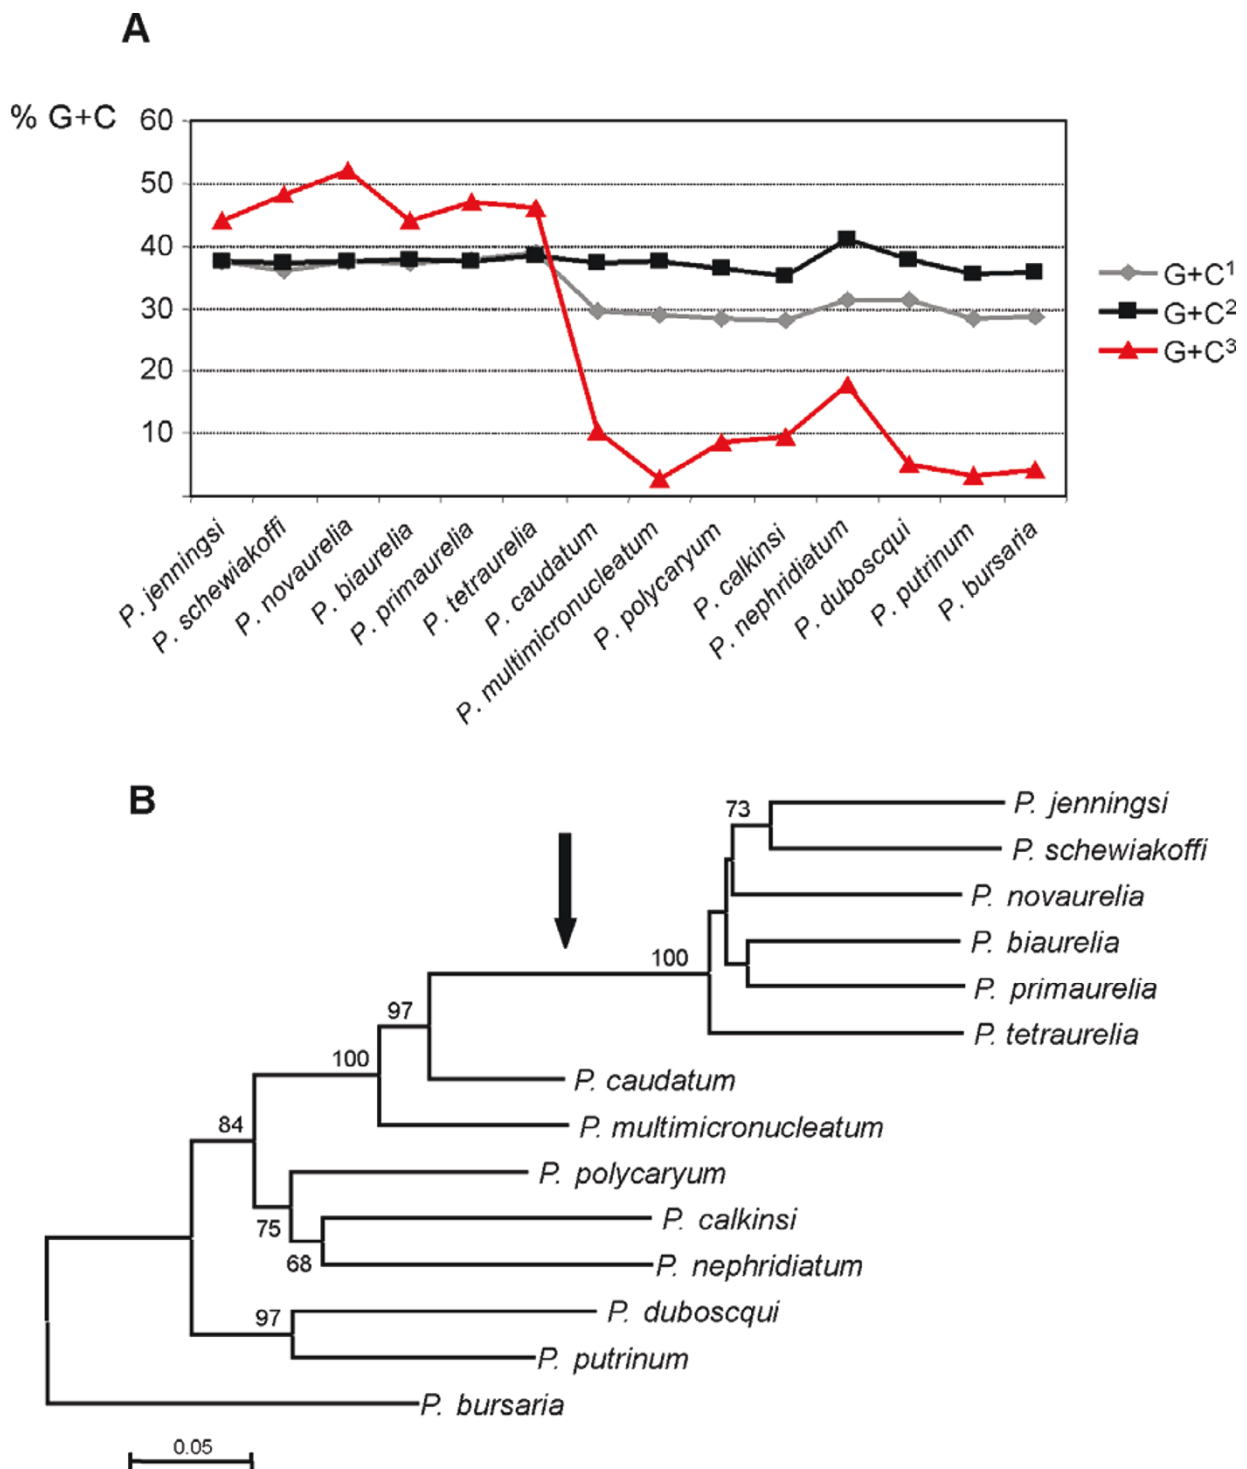 A
% G+C
60
50
40
30
20
10
G+C¹
G+C²
G+C³
P. jenningsi
P. schewiakoffi
P. novaurelia
P. biaurelia
P. primaurelia
P. tetraurelia
P. caudatum
P. multimicronucleatum
P. polycaryum
P. calkinsi
P. nephridiatum
P. duboscqui
P. putrinum
P. bursaria
B
73
P. jenningsi
P. schewiakoffi
P. novaurelia
P. biaurelia
100
P. primaurelia
P. tetraurelia
97
100
P. caudatum
84
P. multimicronucleatum
P. polycaryum
75
P. calkinsi
68
P. nephridiatum
97
P. duboscqui
P. putrinum
P. bursaria
0.05